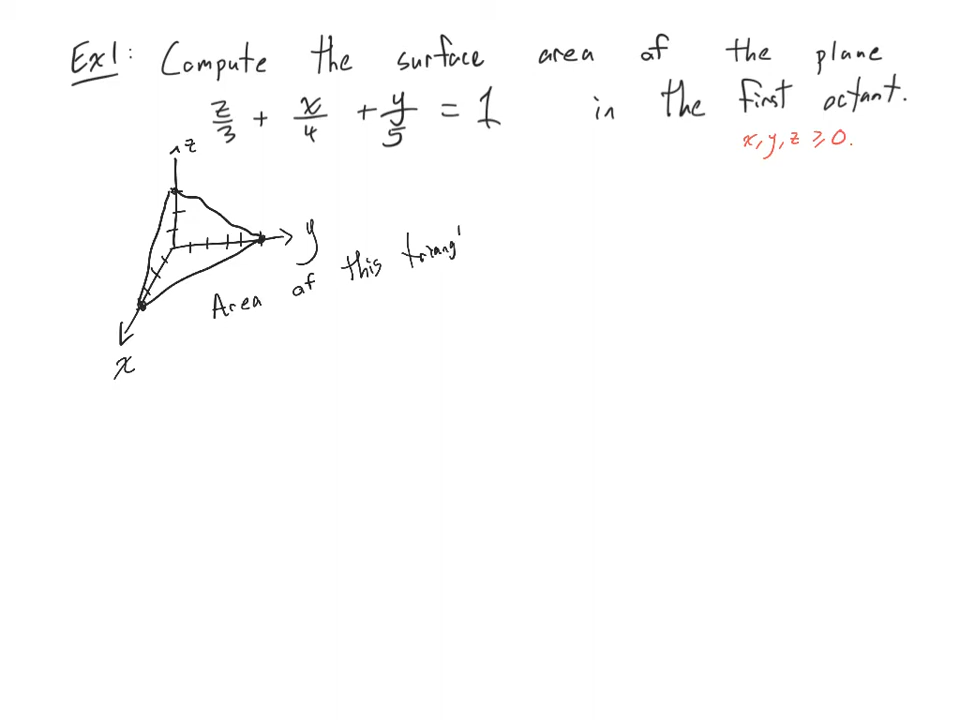 Ex1: Compute the surface area of the plane
z/3 + x/4 + y/5 = 1 in the first octant.
x, y, z ≥ 0.
z
y
Area of this triang
x